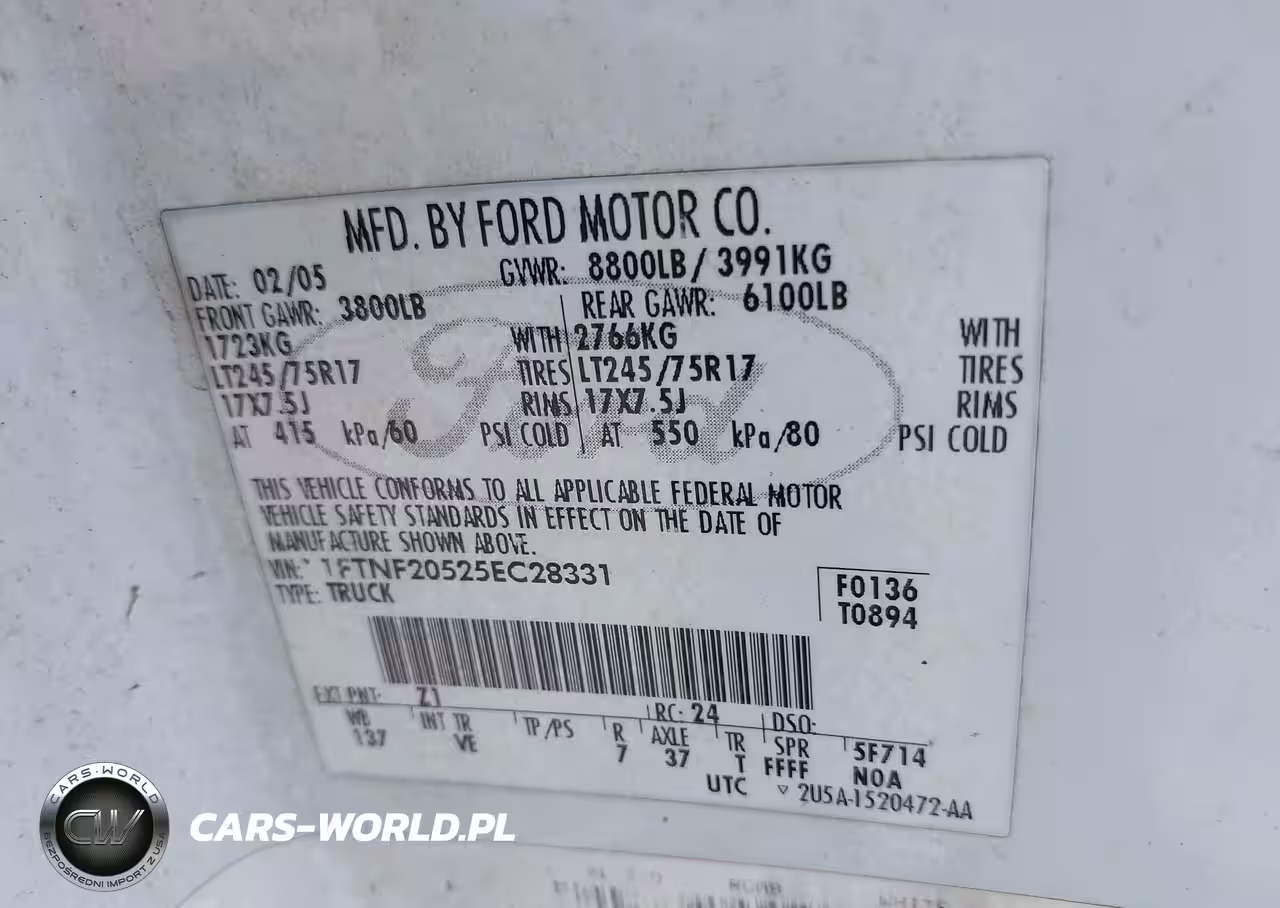 MFD. BY FORD MOTOR CO.
DATE: 02/05 GVWR: 8800LB / 3991KG
FRONT GAWR: 3800LB REAR GAWR: 6100LB
1723KG WITH 2766KG WITH
LT245/75R17 TIRES LT245/75R17 TIRES
17X7.5J RIMS 17X7.5J RIMS
AT 415 kPa/60 PSI COLD AT 550 kPa/80 PSI COLD
Ford
THIS VEHICLE CONFORMS TO ALL APPLICABLE FEDERAL MOTOR
VEHICLE SAFETY STANDARDS IN EFFECT ON THE DATE OF
MANUFACTURE SHOWN ABOVE.
VIN: 1FTNF20525EC28331
TYPE: TRUCK
F0136
T0894
EXT PNT: Z1 RC: 24 DSO:
WB INT TR TP/PS R AXLE TR SPR 5F714
137 VE 7 37 T FFFF N0A
UTC ▽ 2U5A-1520472-AA
CARS-WORLD
CW
BEZPOŚREDNI IMPORT Z USA
CARS-WORLD.PL